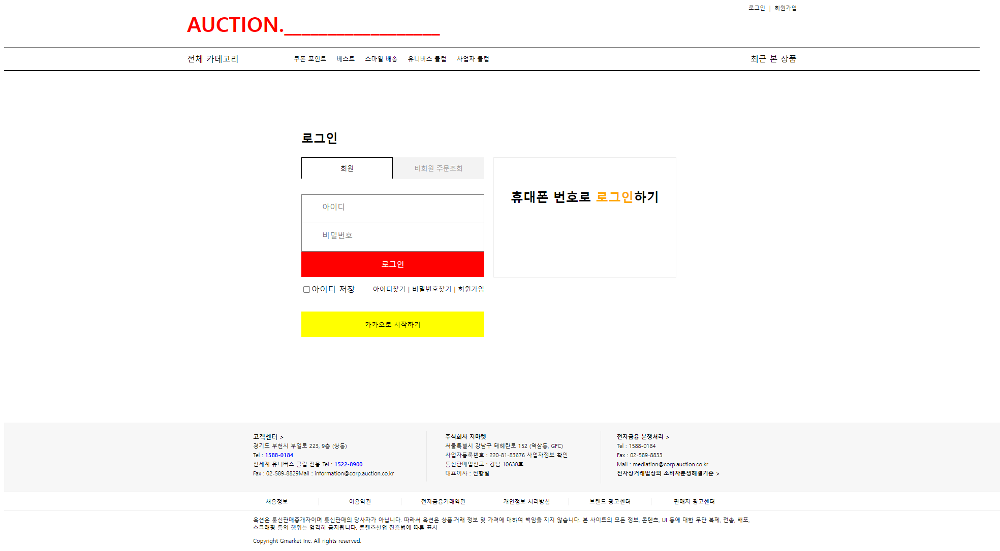 로그인 | 회원가입
AUCTION.__________________
전체 카테고리 쿠폰 포인트 베스트 스마일 배송 유니버스 클럽 사업자 클럽 최근 본 상품
로그인
회원 비회원 주문조회
휴대폰 번호로 로그인하기
아이디
비밀번호
로그인
아이디 저장 아이디찾기 | 비밀번호찾기 | 회원가입
카카오로 시작하기
고객센터 >
경기도 부천시 부일로 223, 9층 (상동)
Tel : 1588-0184
신세계 유니버스 클럽 전용 Tel : 1522-8900
Fax : 02-589-8829Mail : information@corp.auction.co.kr
주식회사 지마켓
서울특별시 강남구 테헤란로 152 (역삼동, GFC)
사업자등록번호 : 220-81-83676 사업자정보 확인
통신판매업신고 : 강남 10630호
대표이사 : 전항일
전자금융 분쟁처리 >
Tel : 1588-0184
Fax : 02-589-8833
Mail : mediation@corp.auction.co.kr
전자상거래법상의 소비자분쟁해결기준 >
채용정보 이용약관 전자금융거래약관 개인정보 처리방침 브랜드 광고센터 판매자 광고센터
옥션은 통신판매중개자이며 통신판매의 당사자가 아닙니다. 따라서 옥션은 상품·거래 정보 및 가격에 대하여 책임을 지지 않습니다. 본 사이트의 모든 정보, 콘텐츠, UI 등에 대한 무단 복제, 전송, 배포,
스크래핑 등의 행위는 엄격히 금지됩니다. 콘텐츠산업 진흥법에 따른 표시
Copyright Gmarket Inc. All rights reserved.